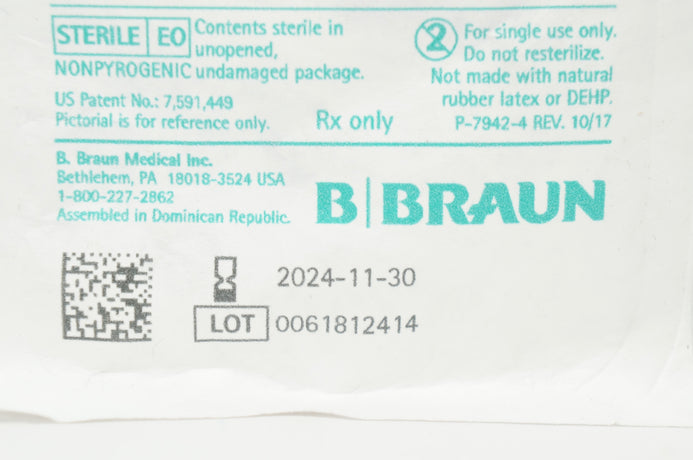 STERILE EO Contents sterile in
unopened,
NONPYROGENIC undamaged package.
2 For single use only.
Do not resterilize.
Not made with natural
rubber latex or DEHP.
US Patent No.: 7,591,449
Pictorial is for reference only.
Rx only
P-7942-4 REV. 10/17
B. Braun Medical Inc.
Bethlehem, PA 18018-3524 USA
1-800-227-2862
Assembled in Dominican Republic.
B|BRAUN
2024-11-30
LOT 0061812414